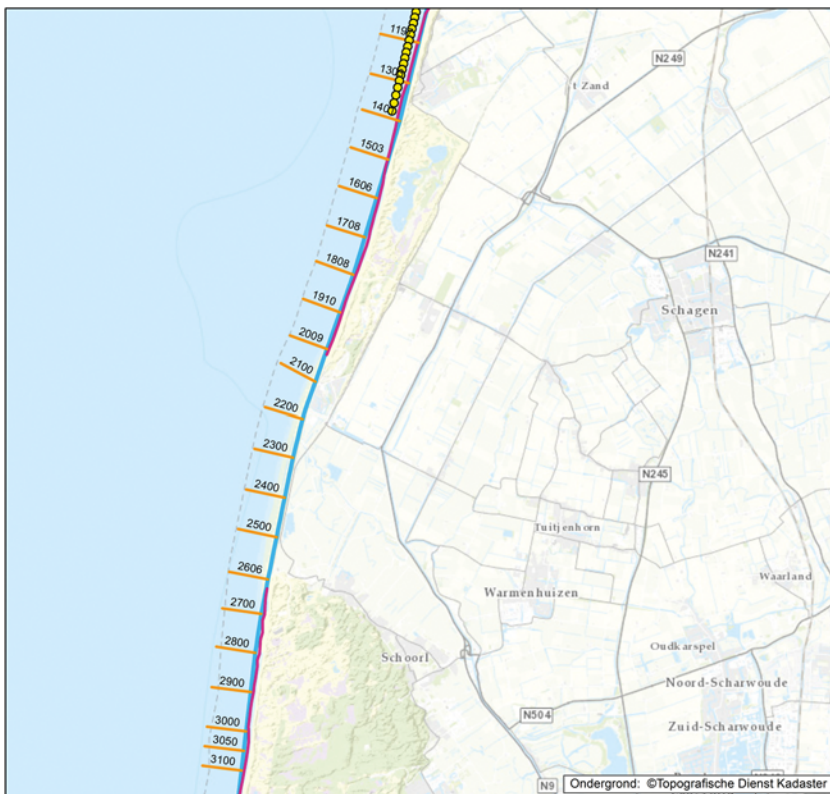 N249
't Zand
1503
1606
1708
1808
N241
1910
Schagen
2009
2100
2200
2300
N245
2400
2500
Tuitjenhorn
2606
Waarland
Warmenhuizen
2700
2800
Oudkarspel
Schoorl
2900
Noord-Scharwoude
N504
3000
Zuid-Scharwoude
3050
3100
N9
Ondergrond: ©Topografische Dienst Kadaster